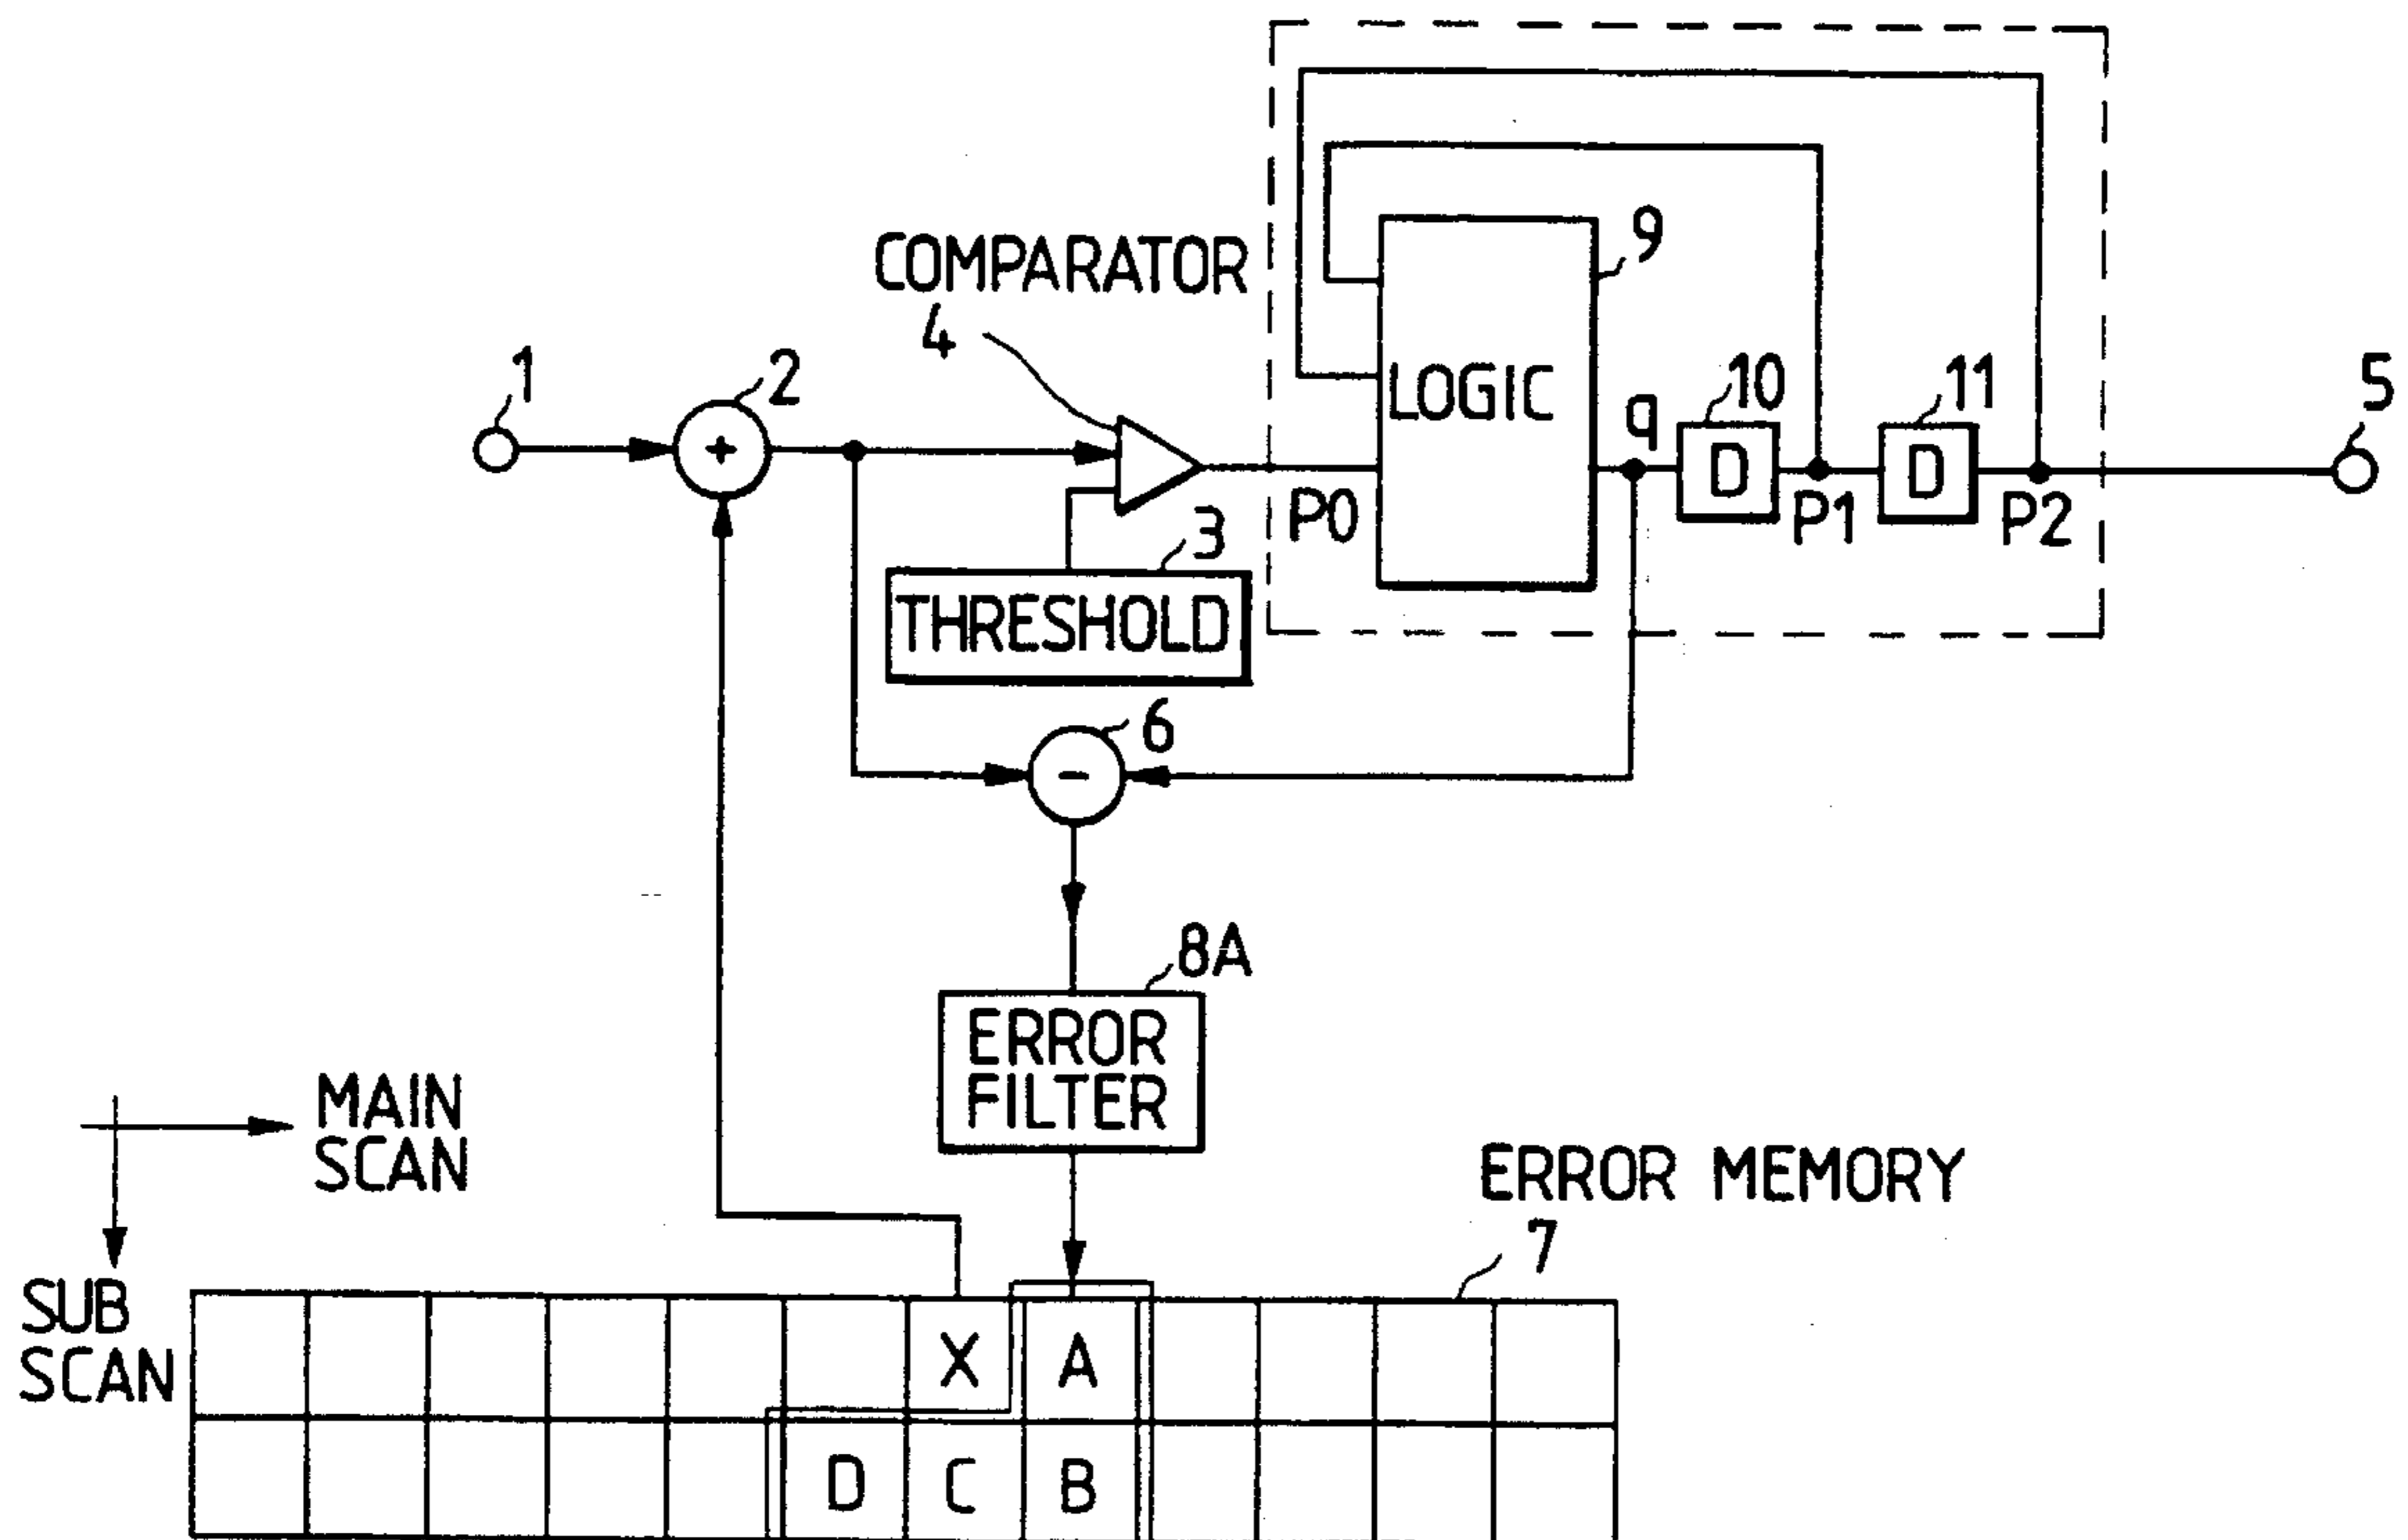 COMPARATOR
4
9
1
2
LOGIC
q
10
11
5
D
D
P0
P1
P2
3
THRESHOLD
6
8A
ERROR
FILTER
MAIN
SCAN
ERROR MEMORY
7
SUB
SCAN
X
A
D
C
B